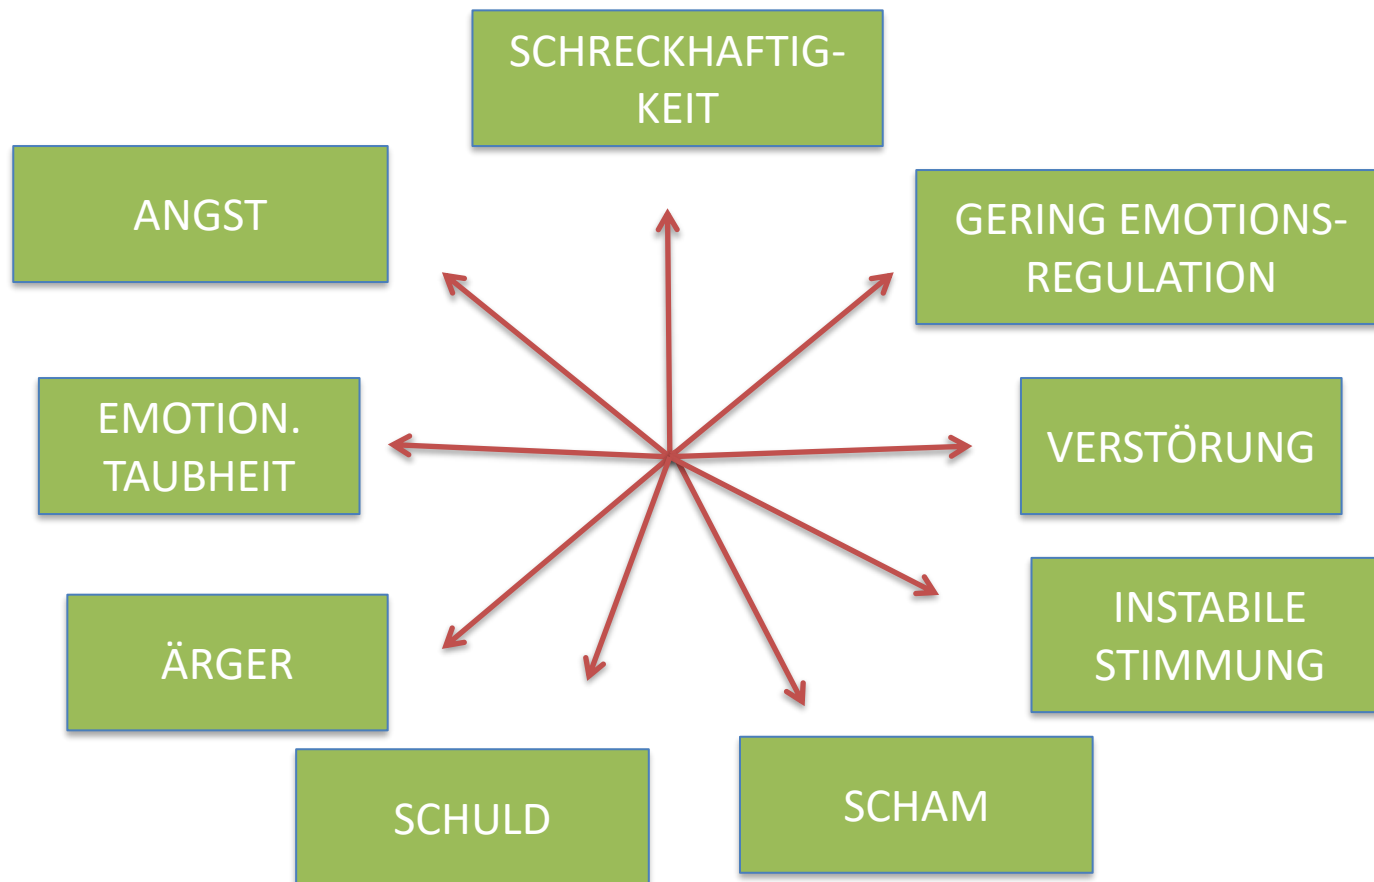 SCHRECKHAFTIG-
KEIT
ANGST
GERING EMOTIONS-
REGULATION
EMOTION.
TAUBHEIT
VERSTÖRUNG
INSTABILE
STIMMUNG
ÄRGER
SCHULD
SCHAM